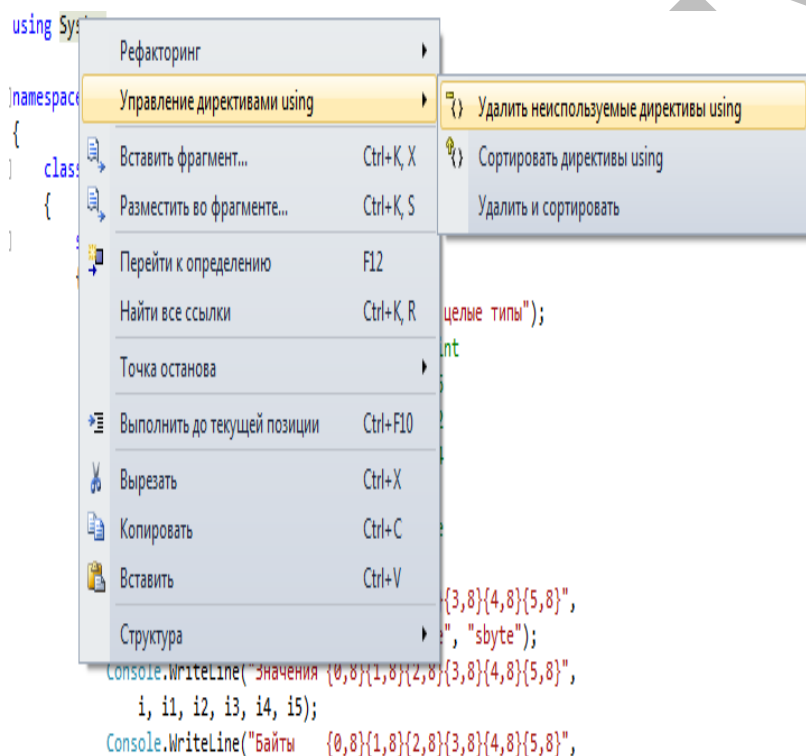 using Sys
Рефакторинг
namespace
Управление директивами using
Удалить неиспользуемые директивы using
{
Вставить фрагмент... Ctrl+K, X
Сортировать директивы using
class
{
Разместить во фрагменте... Ctrl+K, S
Удалить и сортировать
s
Перейти к определению F12
{
Найти все ссылки Ctrl+K, R
целые типы");
int
Точка останова
Выполнить до текущей позиции Ctrl+F10
Вырезать Ctrl+X
Копировать Ctrl+C
Вставить Ctrl+V
{3,8}{4,8}{5,8}",
Структура
", "sbyte");
Console.WriteLine("Значения {0,8}{1,8}{2,8}{3,8}{4,8}{5,8}",
i, i1, i2, i3, i4, i5);
Console.WriteLine("Байты {0,8}{1,8}{2,8}{3,8}{4,8}{5,8}",